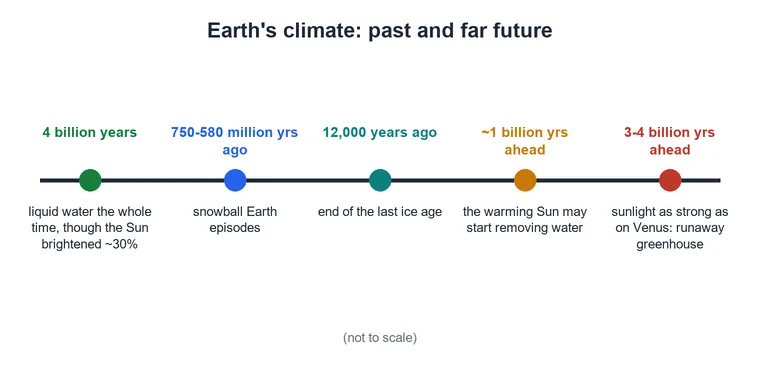 Earth's climate: past and far future
4 billion years
750-580 million yrs
ago
12,000 years ago
~1 billion yrs
ahead
3-4 billion yrs
ahead
liquid water the whole
time, though the Sun
brightened ~30%
snowball Earth
episodes
end of the last ice age
the warming Sun may
start removing water
sunlight as strong as
on Venus: runaway
greenhouse
(not to scale)